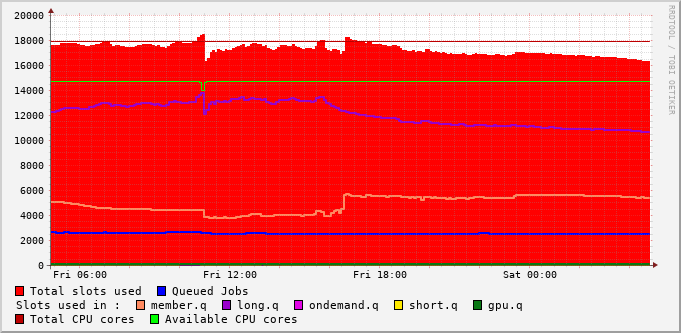 RRDTOOL / TOBI OETIKER
20000
18000
16000
14000
12000
10000
8000
6000
4000
2000
0
Fri 06:00 Fri 12:00 Fri 18:00 Sat 00:00
Total slots used Queued Jobs
Slots used in : member.q long.q ondemand.q short.q gpu.q
Total CPU cores Available CPU cores